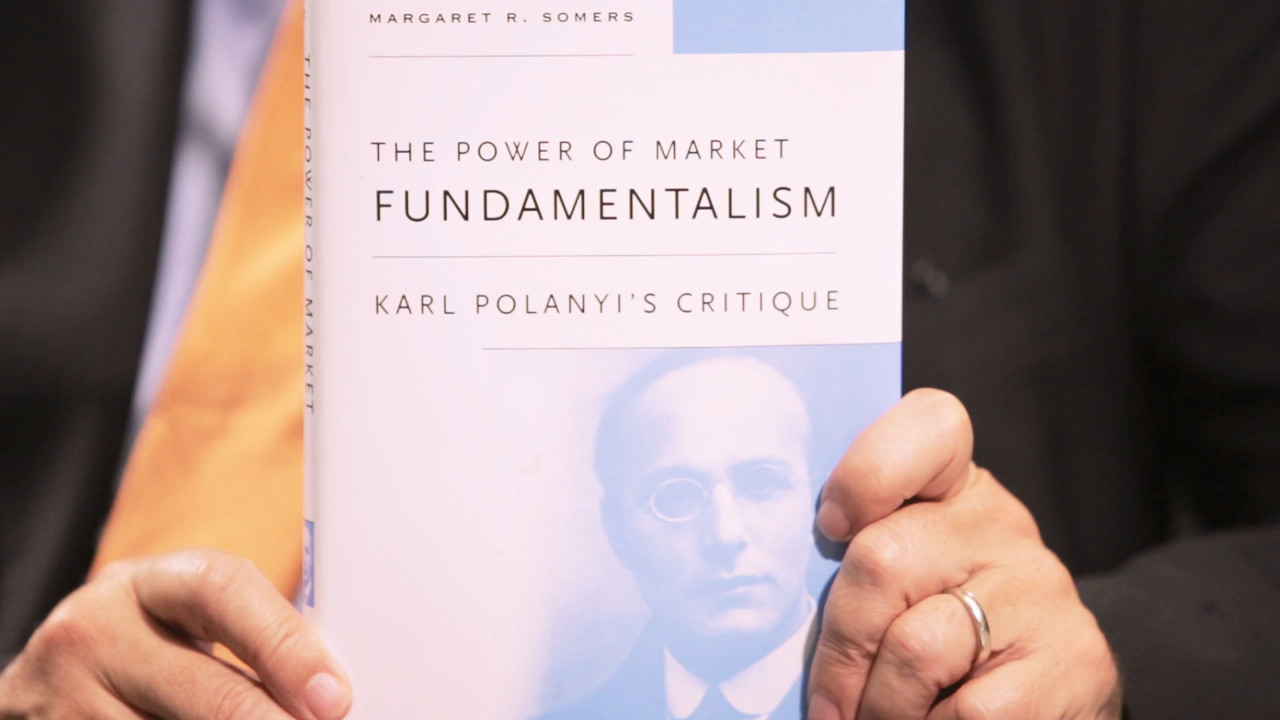 MARGARET R. SOMERS
THE POWER OF MARKET
FUNDAMENTALISM
KARL POLANYI'S CRITIQUE
THE POWER OF MARKET